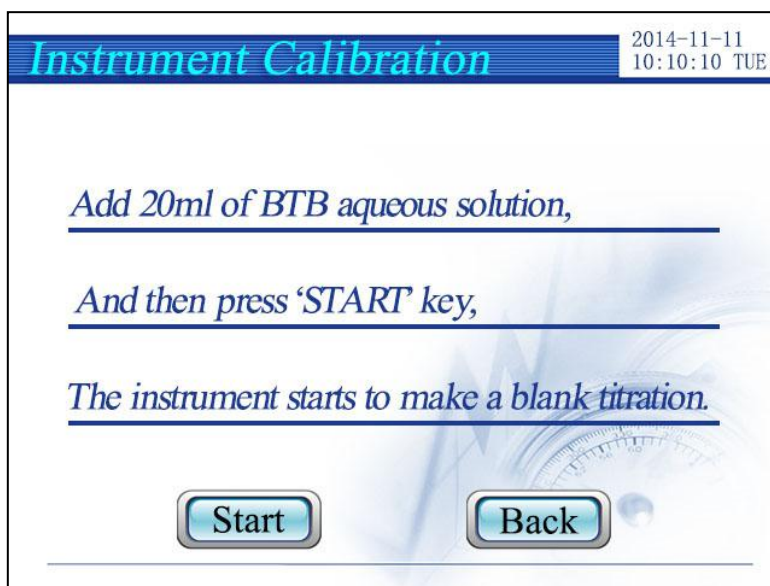 Instrument Calibration
2014-11-11
10:10:10 TUE
Add 20ml of BTB aqueous solution,
And then press ‘START’ key,
The instrument starts to make a blank titration.
Start
Back